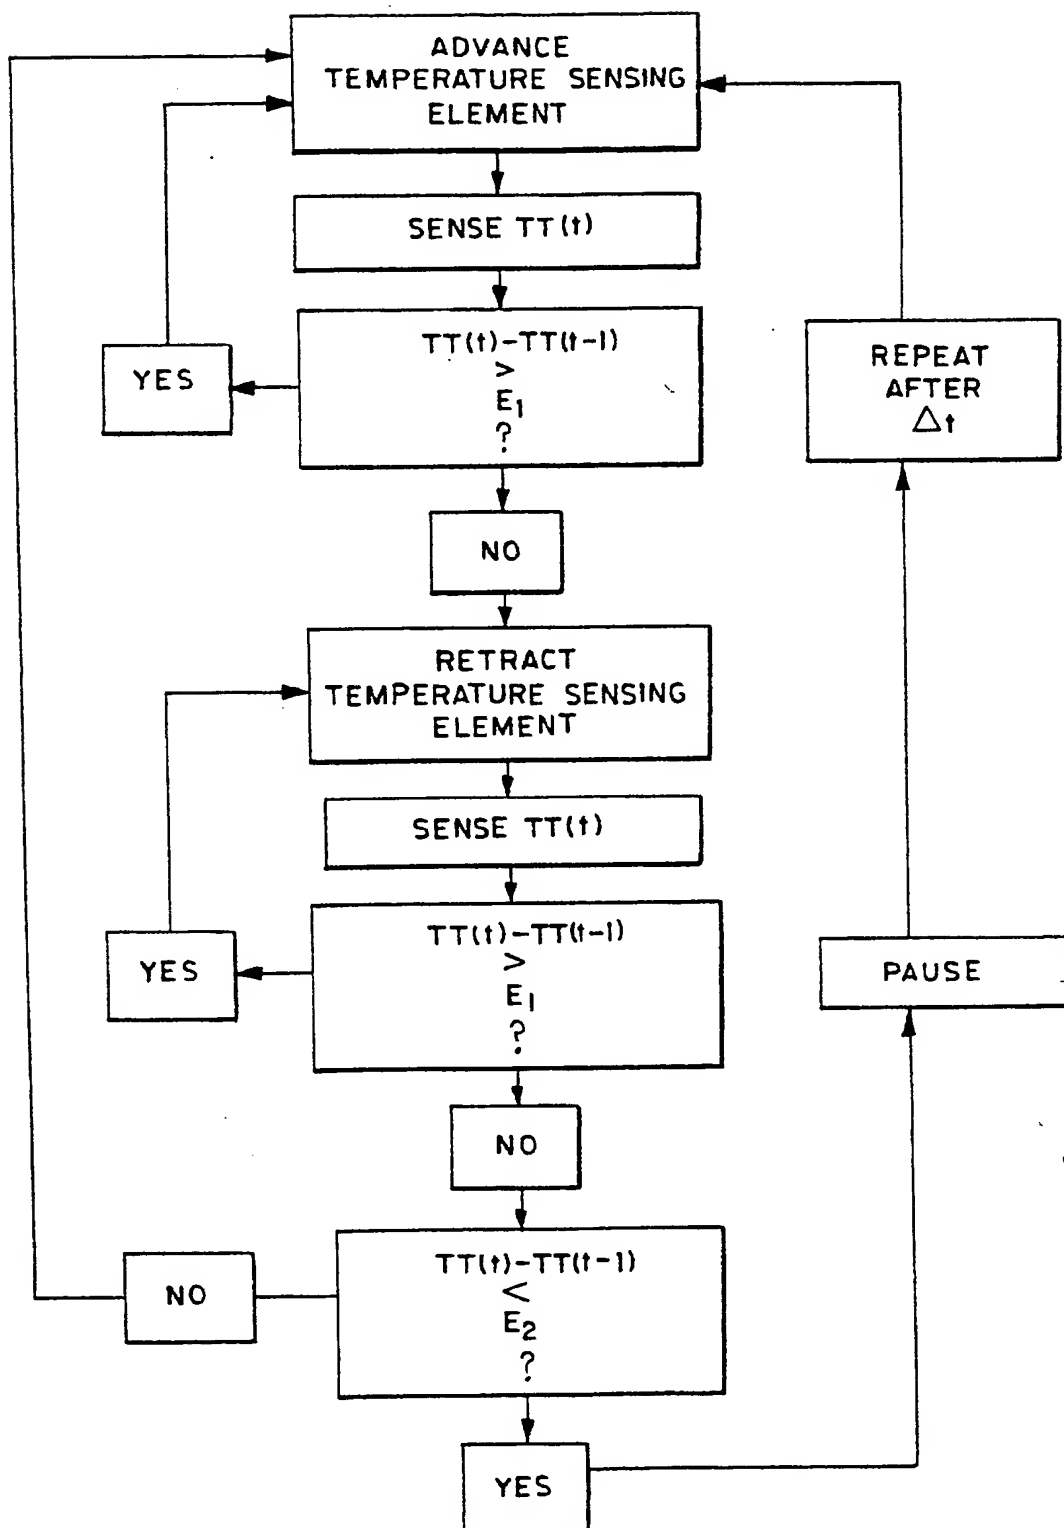 ADVANCE
TEMPERATURE SENSING
ELEMENT
SENSE TT(t)
TT(t)-TT(t-1)
>
E₁
?
YES
REPEAT
AFTER
Δt
NO
RETRACT
TEMPERATURE SENSING
ELEMENT
SENSE TT(t)
TT(t)-TT(t-1)
>
E₁
?
YES
PAUSE
NO
TT(t)-TT(t-1)
<
E₂
?
NO
YES